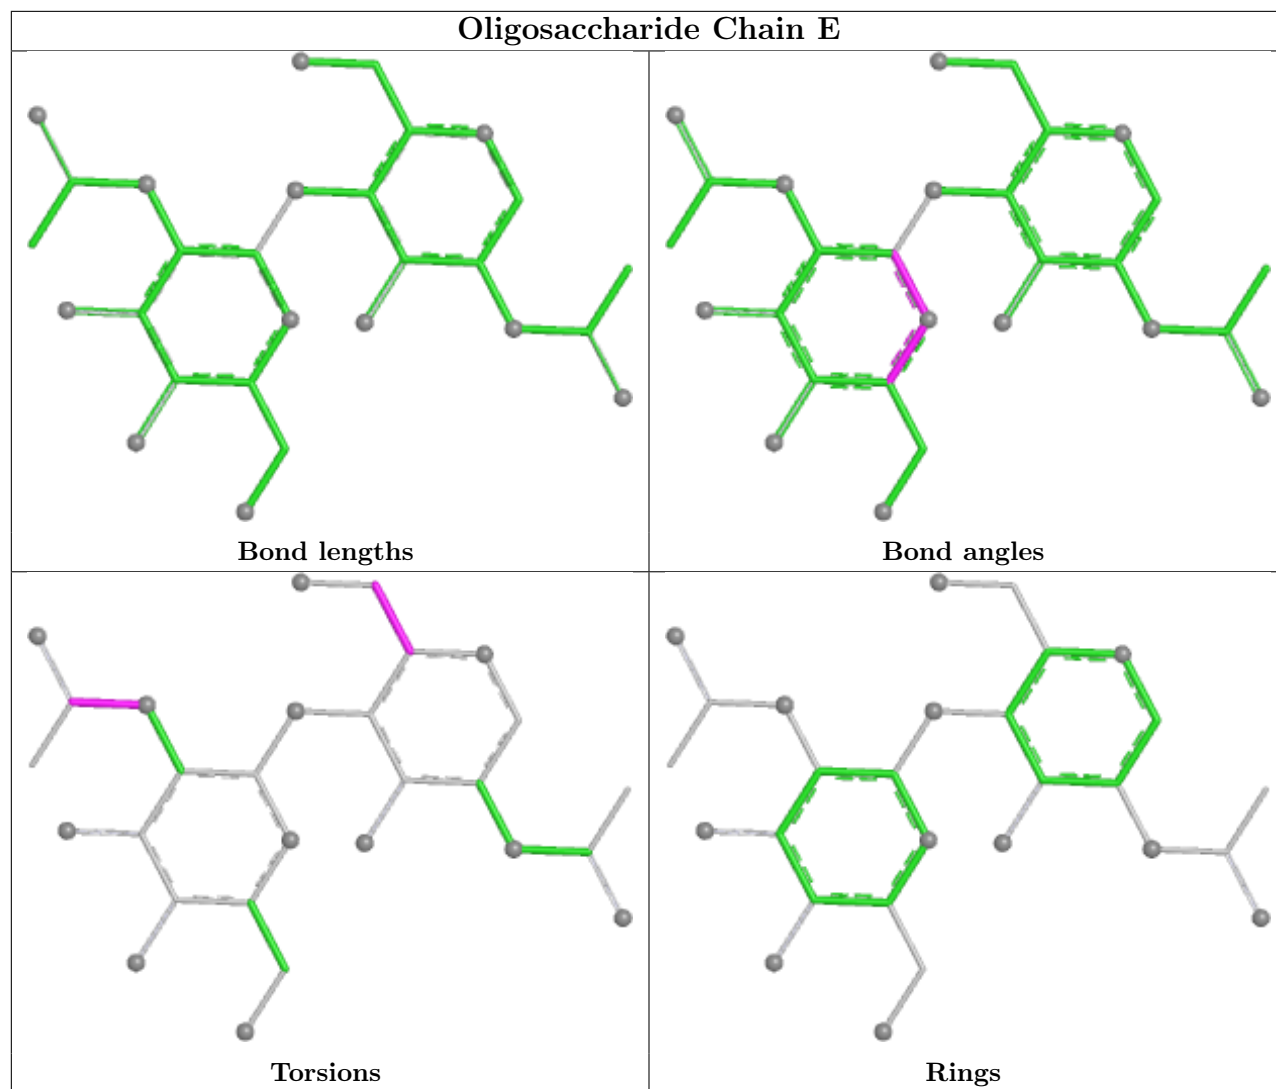 Oligosaccharide Chain E
Bond lengths
Bond angles
Torsions
Rings